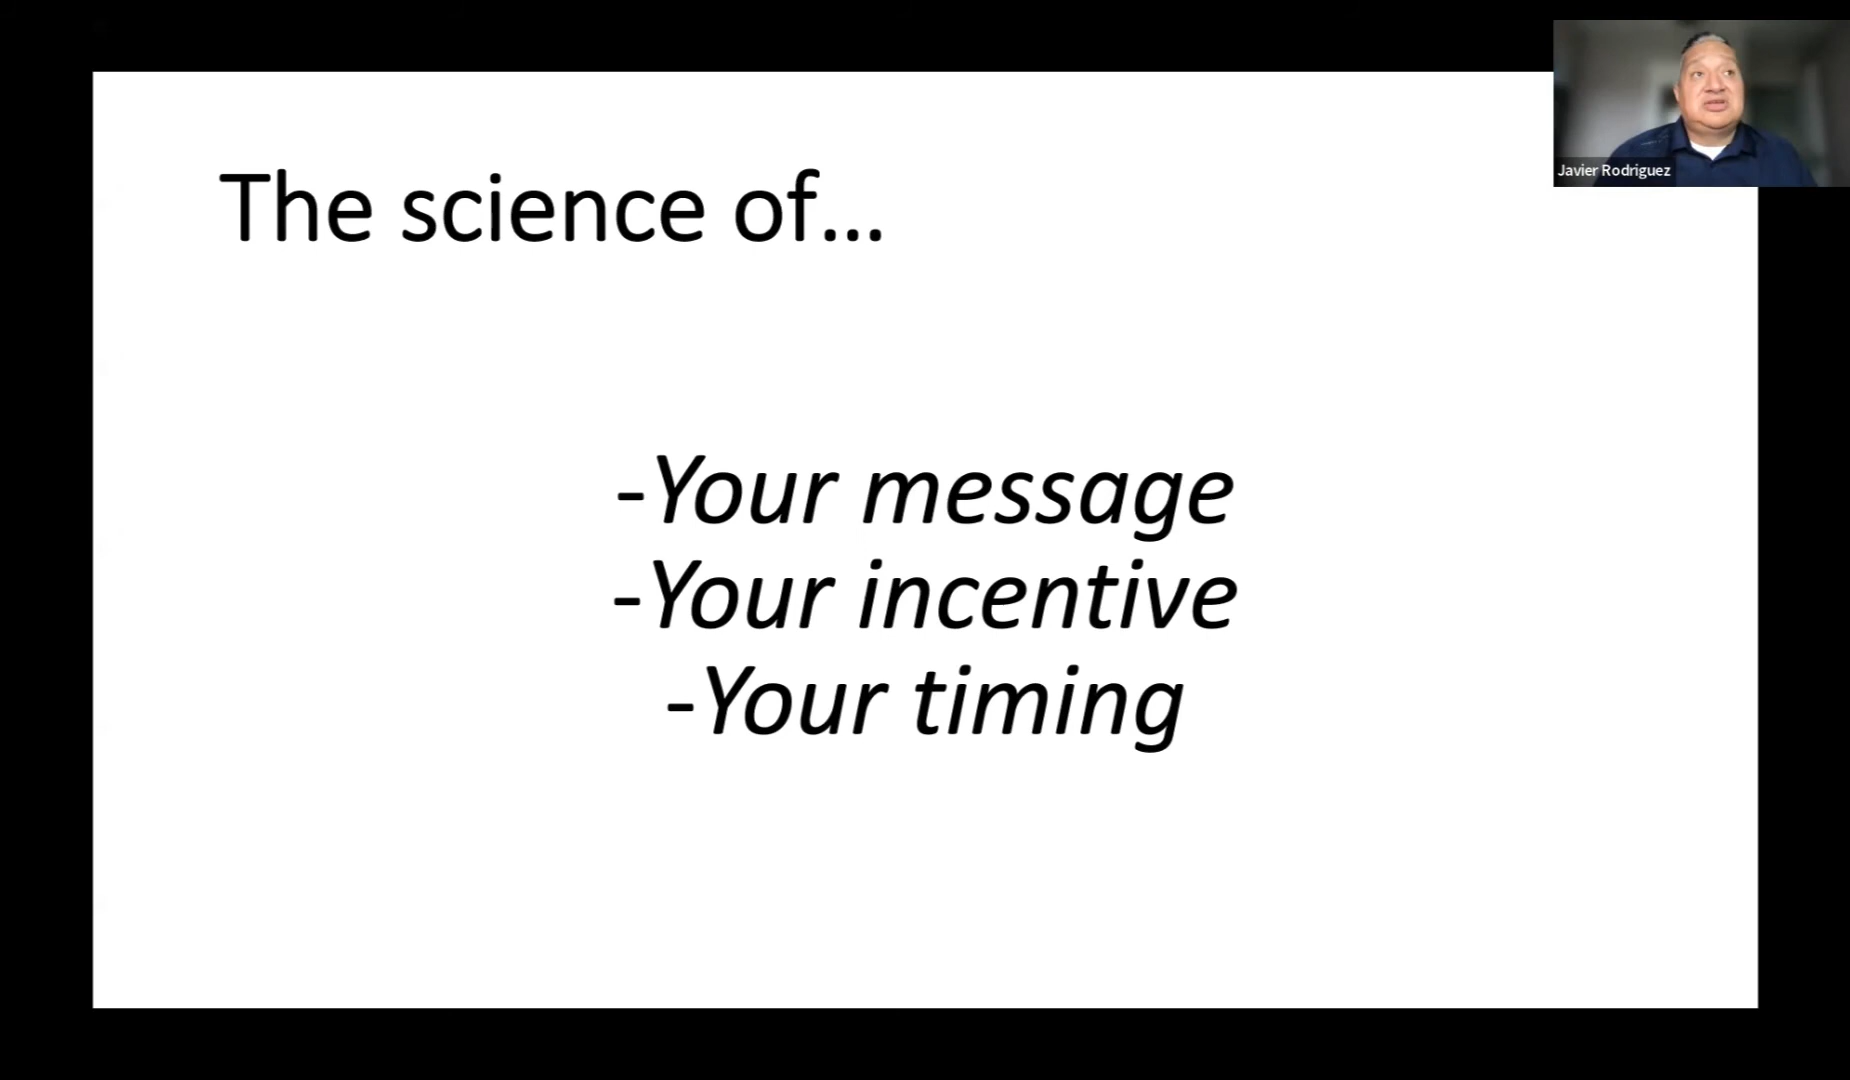 The science of...
-Your message
-Your incentive
-Your timing
Javier Rodriguez